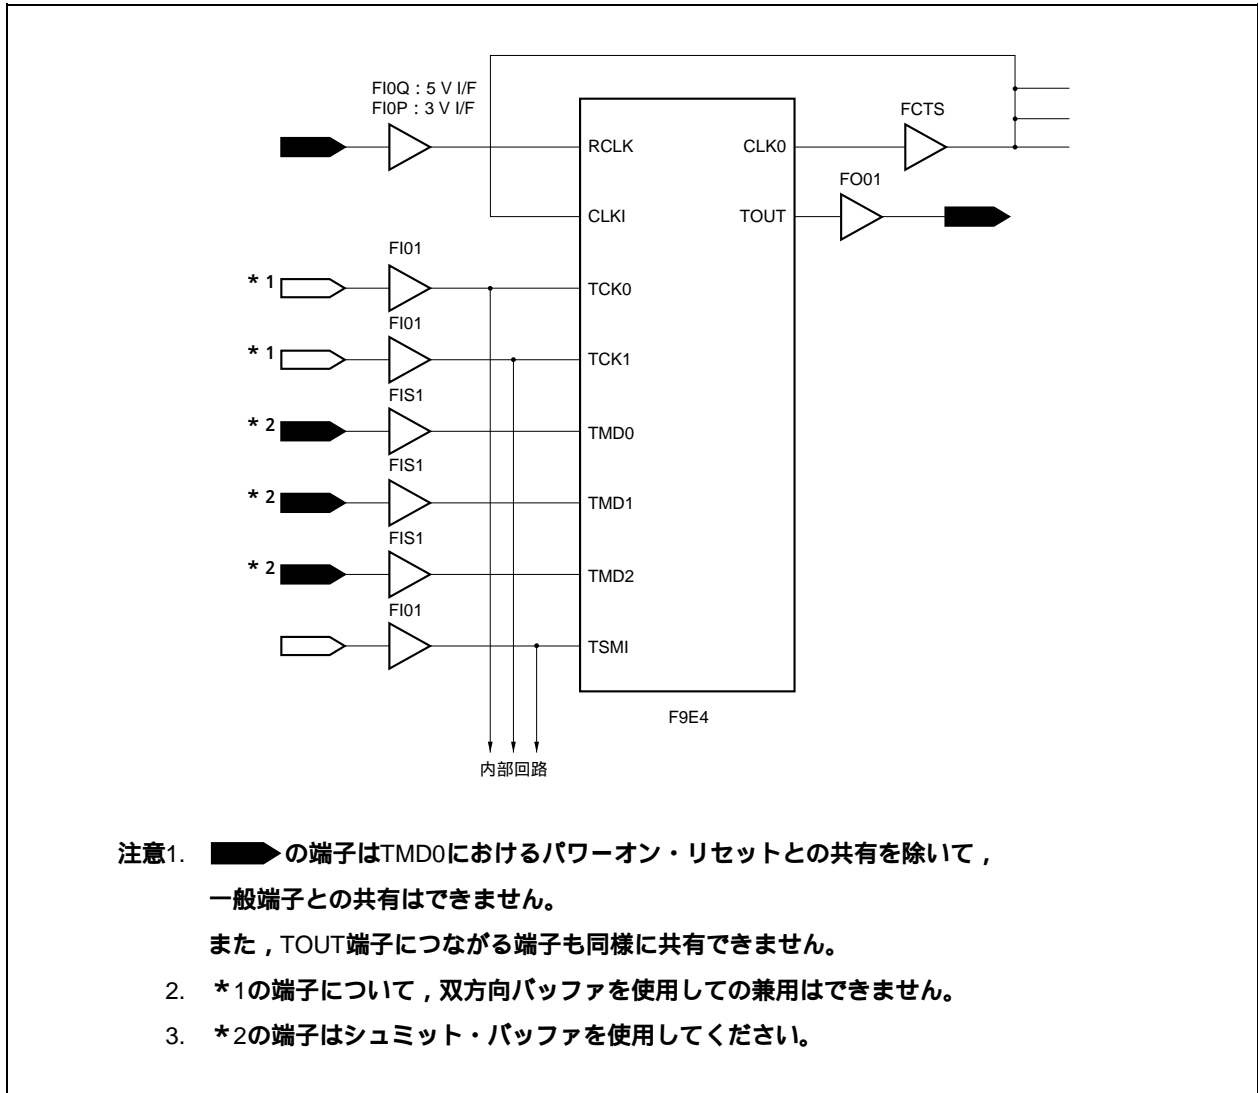 FI0Q : 5 V I/F
FI0P : 3 V I/F
FCTS
RCLK
CLK0
FO01
CLKI
TOUT
FI01
*1
TCK0
FI01
*1
TCK1
FIS1
*2
TMD0
FIS1
*2
TMD1
FIS1
*2
TMD2
FI01
TSMI
F9E4
内部回路
注意1. の端子はTMD0におけるパワーオン・リセットとの共有を除いて，
一般端子との共有はできません。
また，TOUT端子につながる端子も同様に共有できません。
2. *1の端子について，双方向バッファを使用しての兼用はできません。
3. *2の端子はシュミット・バッファを使用してください。